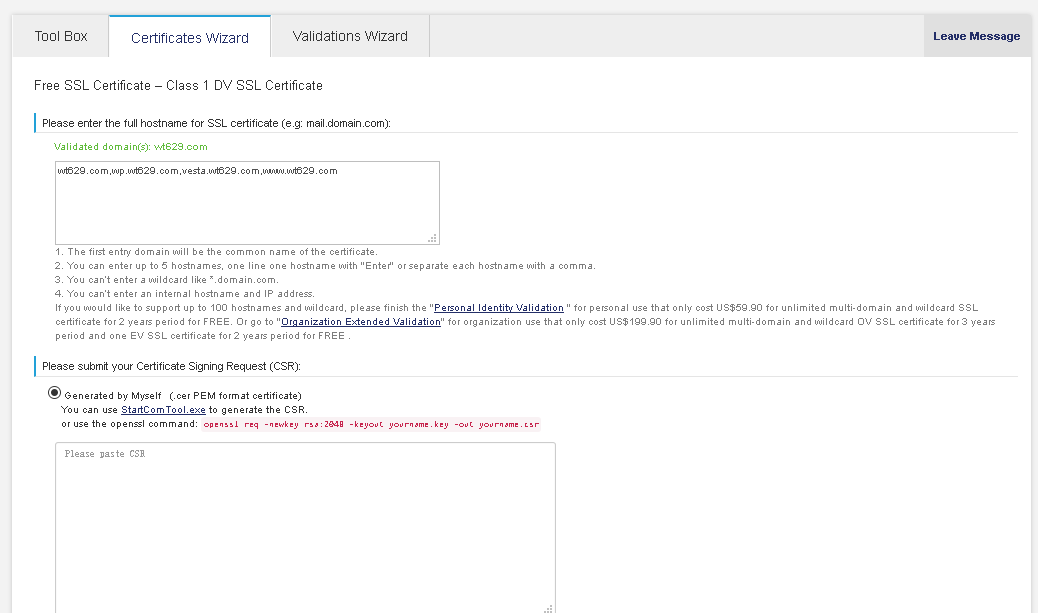 Tool Box
Certificates Wizard
Validations Wizard
Leave Message
Free SSL Certificate – Class 1 DV SSL Certificate
Please enter the full hostname for SSL certificate (e.g: mail.domain.com):
Validated domain(s): wt629.com
wt629.com,wp.wt629.com,vesta.wt629.com,www.wt629.com
1. The first entry domain will be the common name of the certificate.
2. You can enter up to 5 hostnames, one line one hostname with "Enter" or separate each hostname with a comma.
3. You can't enter a wildcard like *.domain.com.
4. You can't enter an internal hostname and IP address.
If you would like to support up to 100 hostnames and wildcard, please finish the "Personal Identity Validation " for personal use that only cost US$59.90 for unlimited multi-domain and wildcard SSL
certificate for 2 years period for FREE. Or go to "Organization Extended Validation" for organization use that only cost US$199.90 for unlimited multi-domain and wildcard OV SSL certificate for 3 years
period and one EV SSL certificate for 2 years period for FREE .
Please submit your Certificate Signing Request (CSR):
Generated by Myself (.cer PEM format certificate)
You can use StartComTool.exe to generate the CSR.
or use the openssl command: openssl req -newkey rsa:2048 -keyout yourname.key -out yourname.csr
Please paste CSR